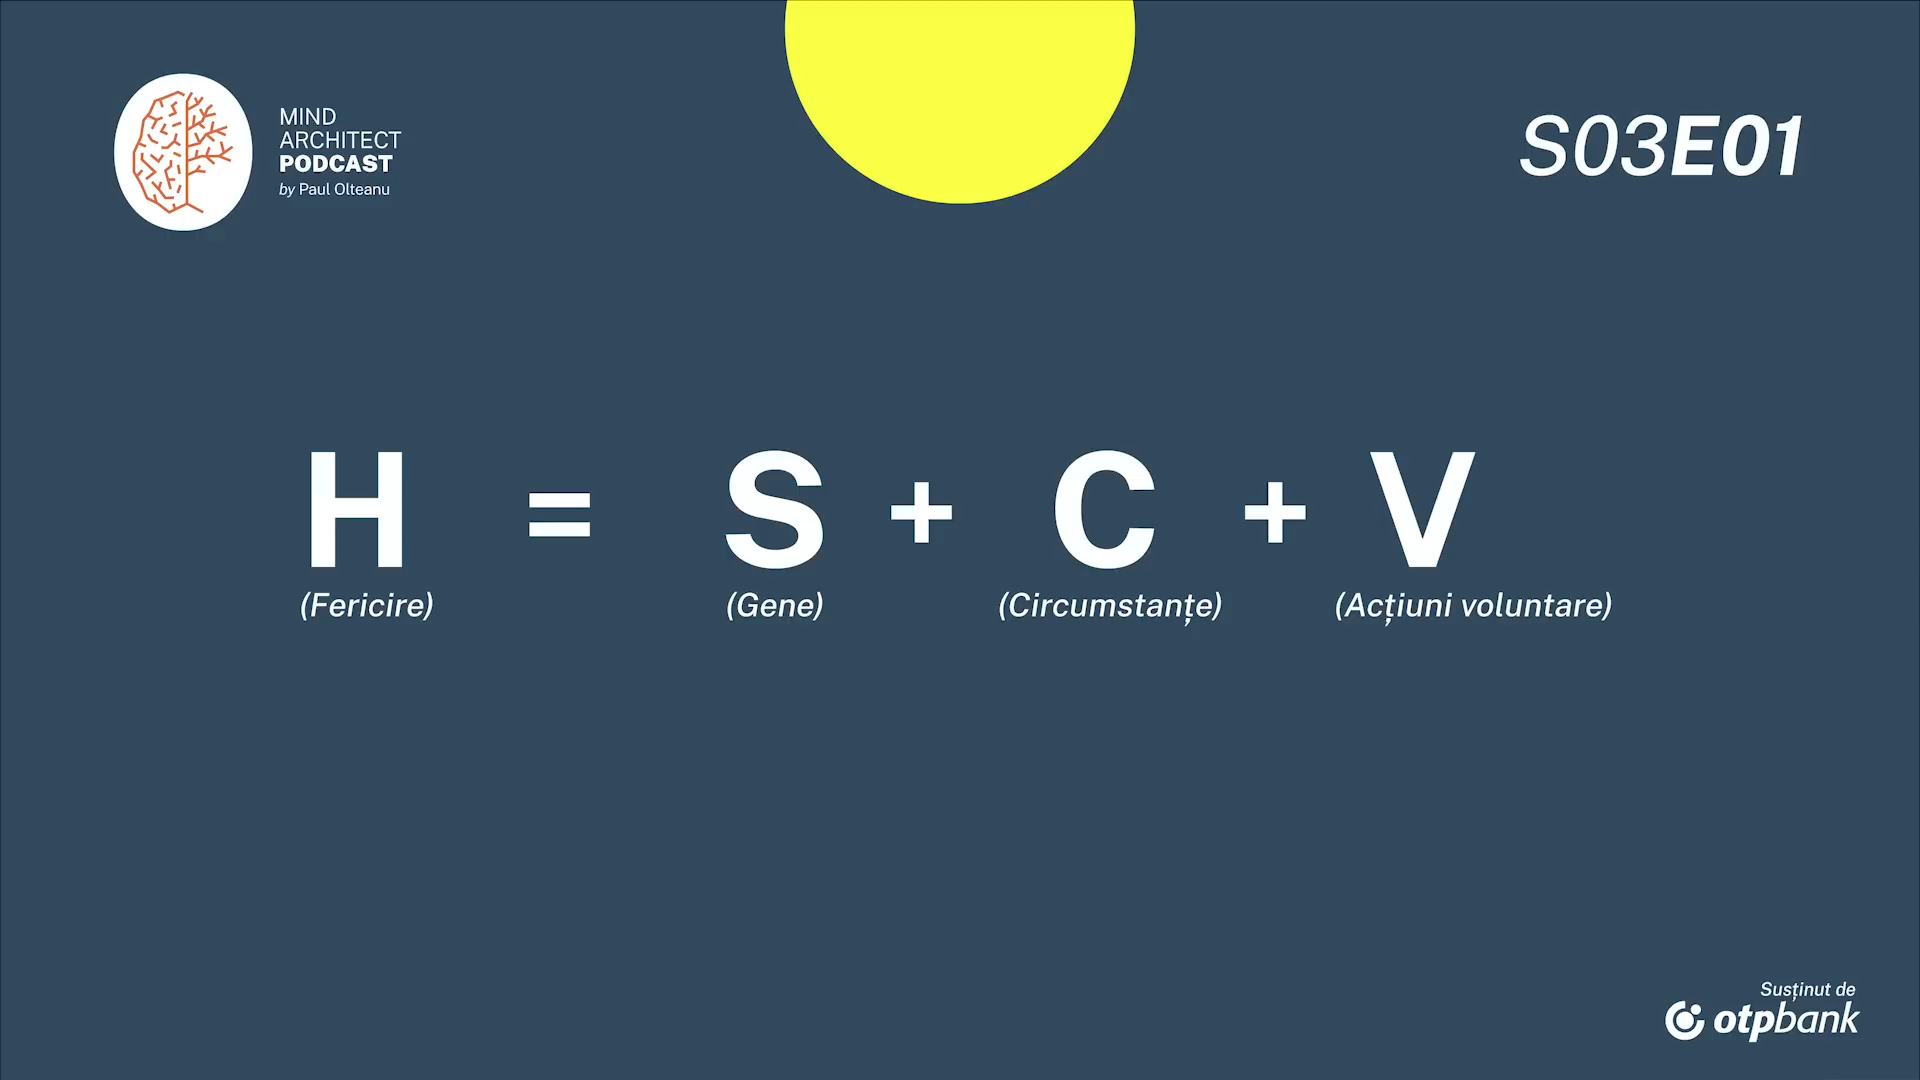 MIND
ARCHITECT
PODCAST
by Paul Olteanu
S03E01
H = S + C + V
(Fericire) (Gene) (Circumstanțe) (Acțiuni voluntare)
Susținut de
otpbank